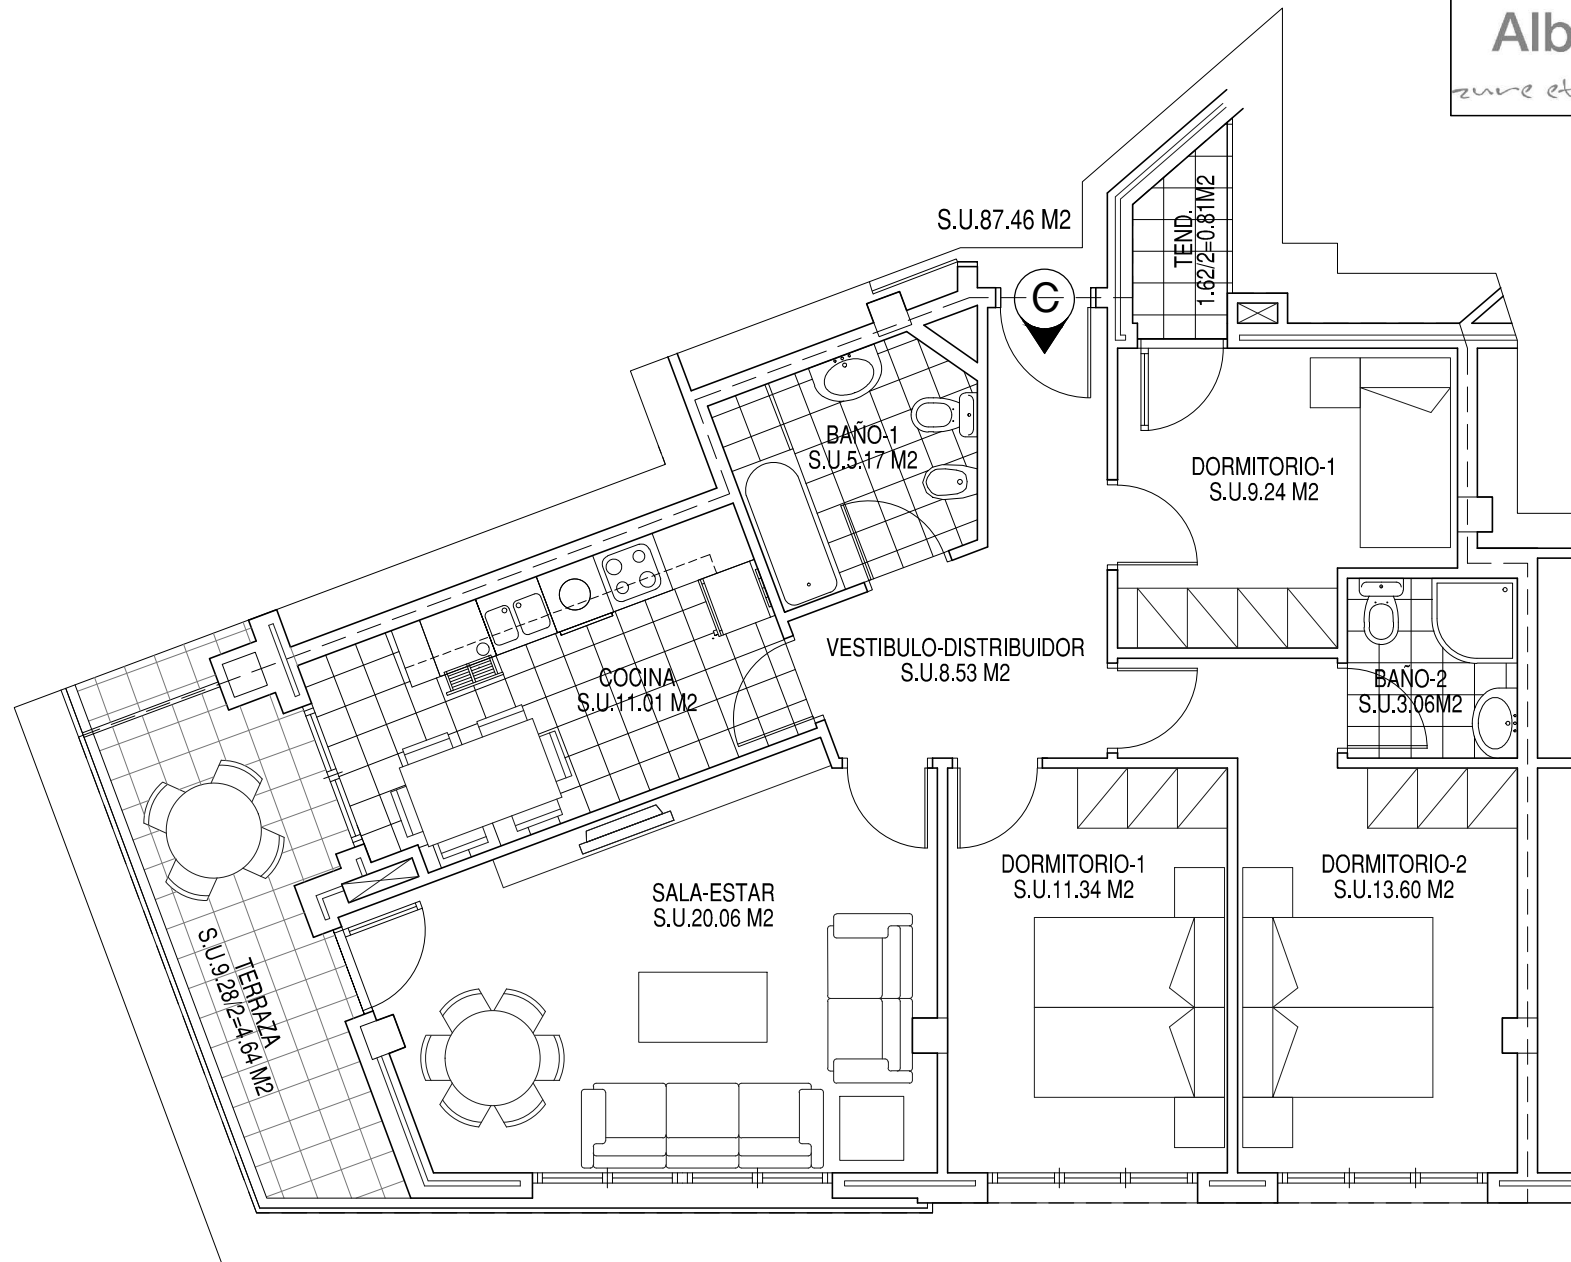 Alb
zure et
S.U.87.46 M2
C
TEND.
1.62/2=0.81M2
BAÑO-1
S.U.5.17 M2
DORMITORIO-1
S.U.9.24 M2
VESTIBULO-DISTRIBUIDOR
S.U.8.53 M2
COCINA
S.U.11.01 M2
BAÑO-2
S.U.3.06M2
SALA-ESTAR
S.U.20.06 M2
DORMITORIO-1
S.U.11.34 M2
DORMITORIO-2
S.U.13.60 M2
TERRAZA
S.U.9.28/2=4.64 M2